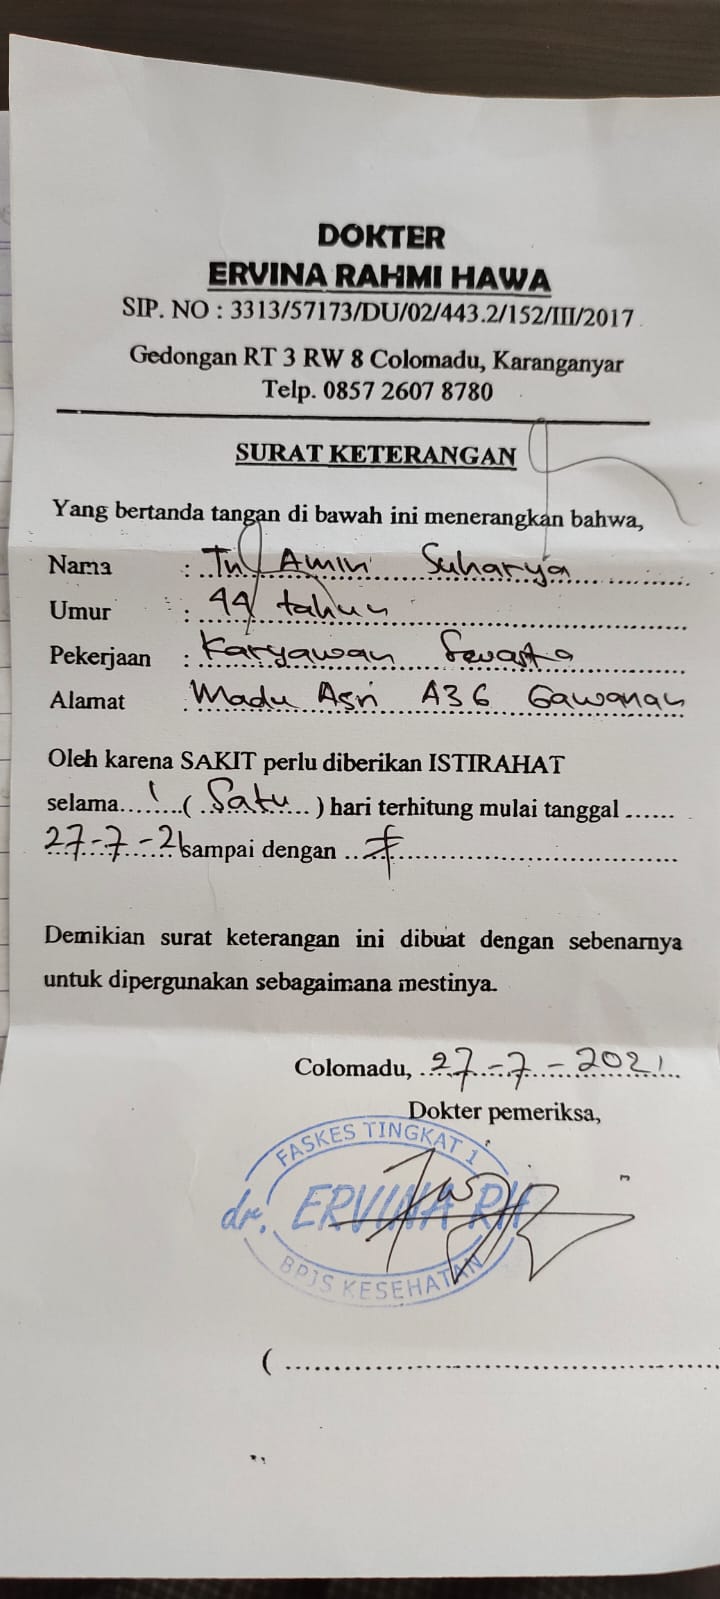 DOKTER
ERVINA RAHMI HAWA
SIP. NO : 3313/57173/DU/02/443.2/152/III/2017
Gedongan RT 3 RW 8 Colomadu, Karanganyar
Telp. 0857 2607 8780
SURAT KETERANGAN
Yang bertanda tangan di bawah ini menerangkan bahwa,
Nama : Tn Amin Suharya
Umur : 44 tahun
Pekerjaan : Karyawan Swasta
Alamat : Madu Asri A36 Gawanan
Oleh karena SAKIT perlu diberikan ISTIRAHAT
selama...1...( Satu ) hari terhitung mulai tanggal ......
27-7-21 sampai dengan ..........
Demikian surat keterangan ini dibuat dengan sebenarnya
untuk dipergunakan sebagaimana mestinya.
Colomadu, 27-7-2021
Dokter pemeriksa,
FASKES TINGKAT 1
dr. ERVINA RH
BPJS KESEHATAN
( ..........